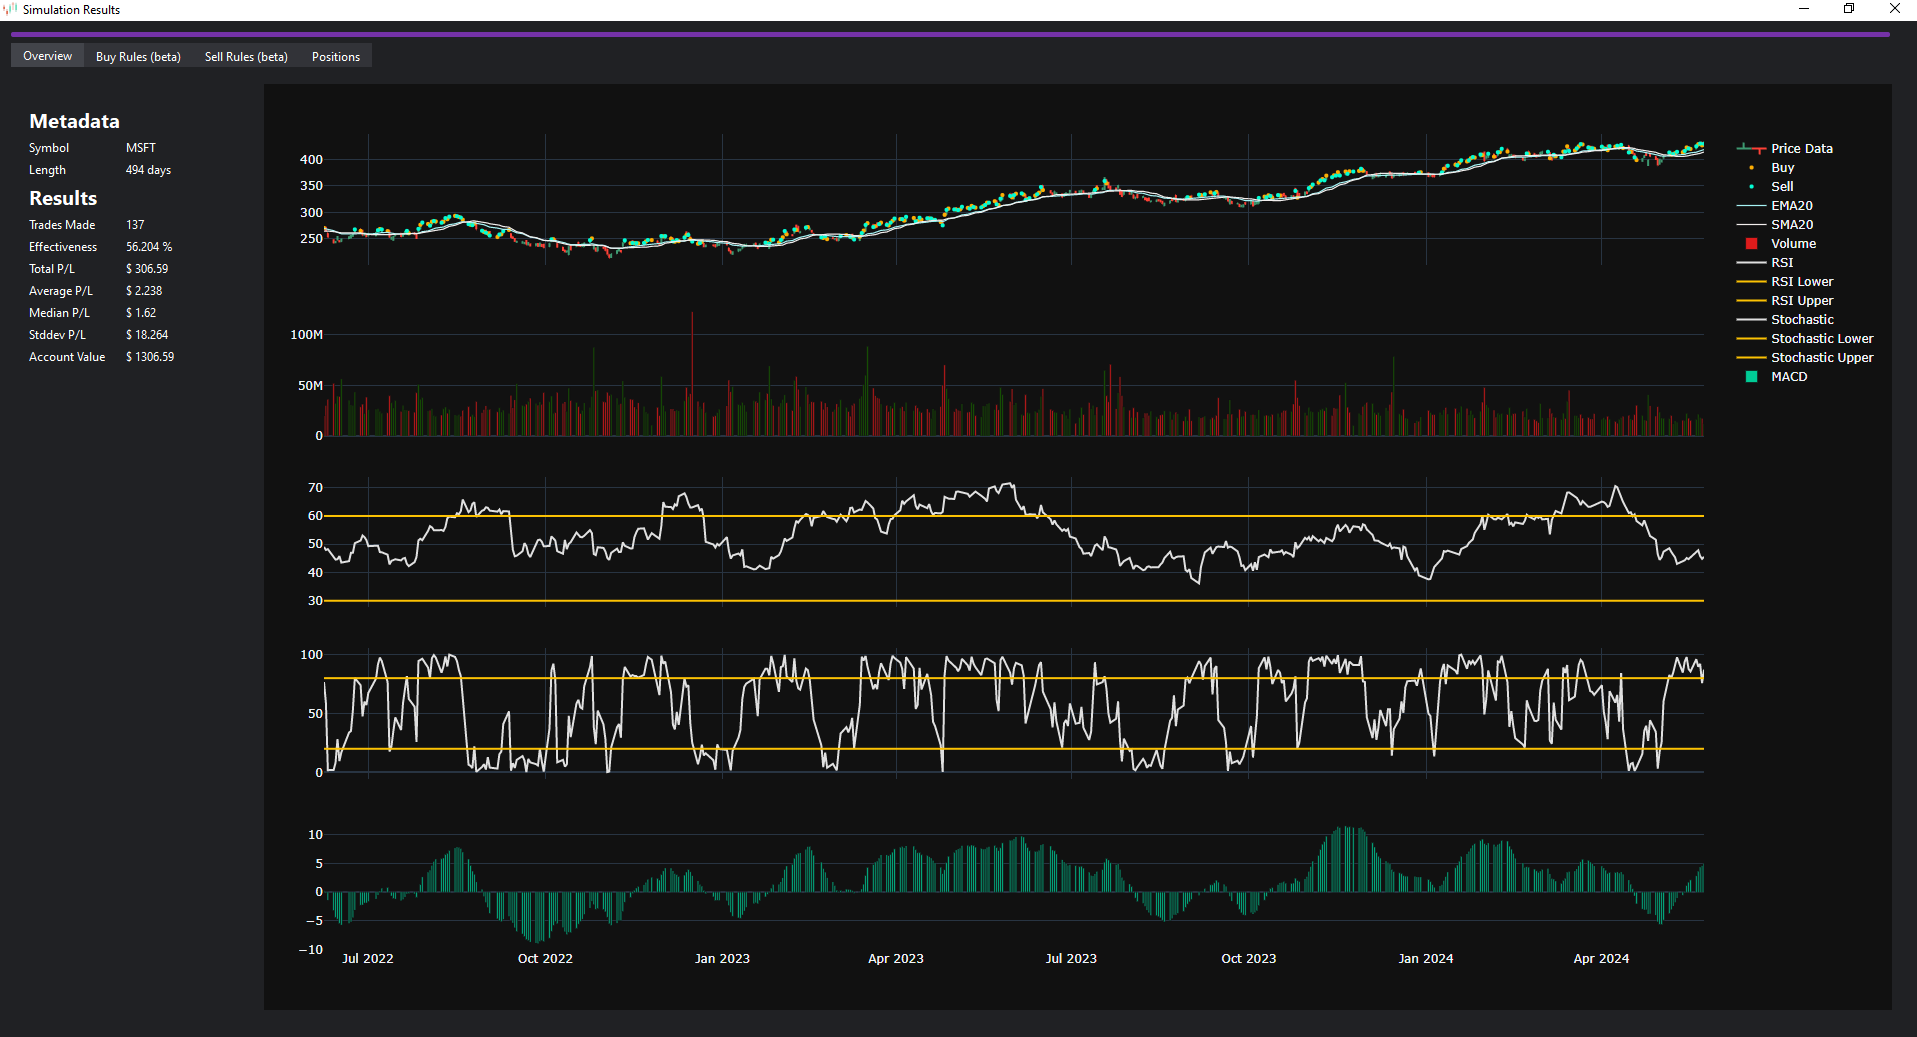 Simulation Results
Overview
Buy Rules (beta)
Sell Rules (beta)
Positions
Metadata
Symbol MSFT
Length 494 days
Results
Trades Made 137
Effectiveness 56.204 %
Total P/L $ 306.59
Average P/L $ 2.238
Median P/L $ 1.62
Stddev P/L $ 18.264
Account Value $ 1306.59
400
350
300
250
100M
50M
0
70
60
50
40
30
100
50
0
10
5
0
−5
−10
Jul 2022
Oct 2022
Jan 2023
Apr 2023
Jul 2023
Oct 2023
Jan 2024
Apr 2024
Price Data
Buy
Sell
EMA20
SMA20
Volume
RSI
RSI Lower
RSI Upper
Stochastic
Stochastic Lower
Stochastic Upper
MACD